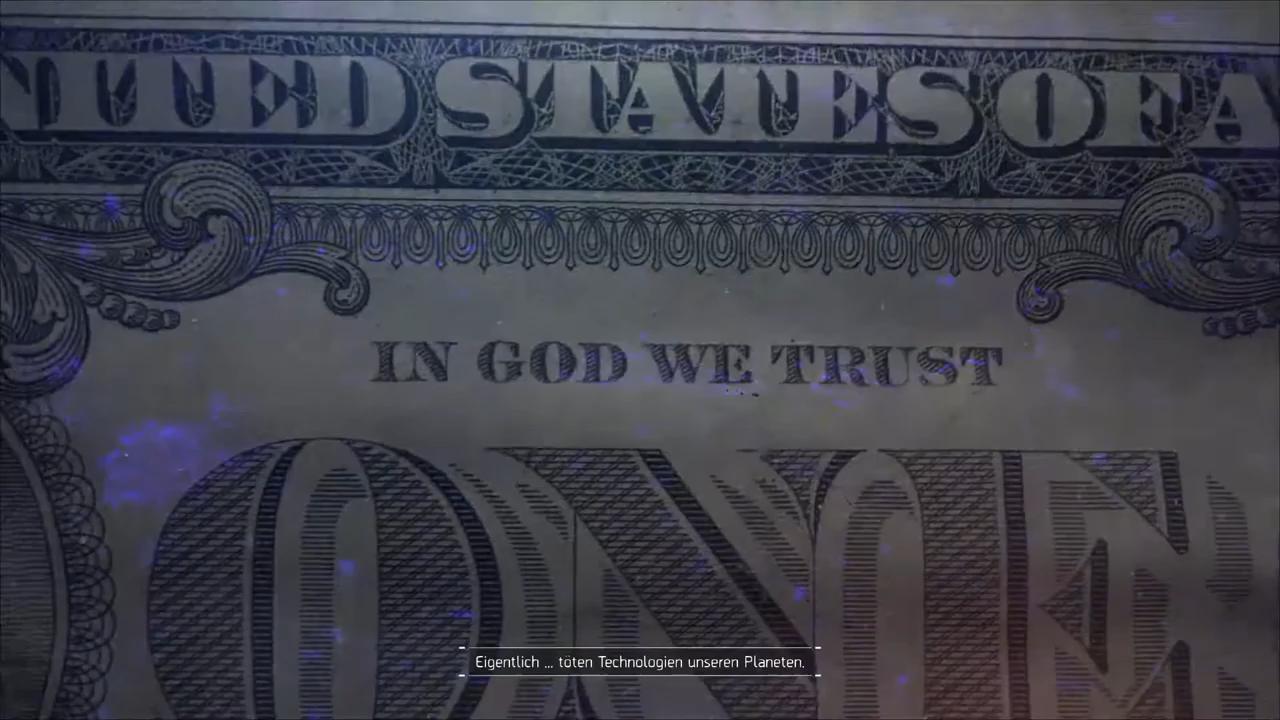 NITED STATES OF A
IN GOD WE TRUST
ONE
Eigentlich ... töten Technologien unseren Planeten.